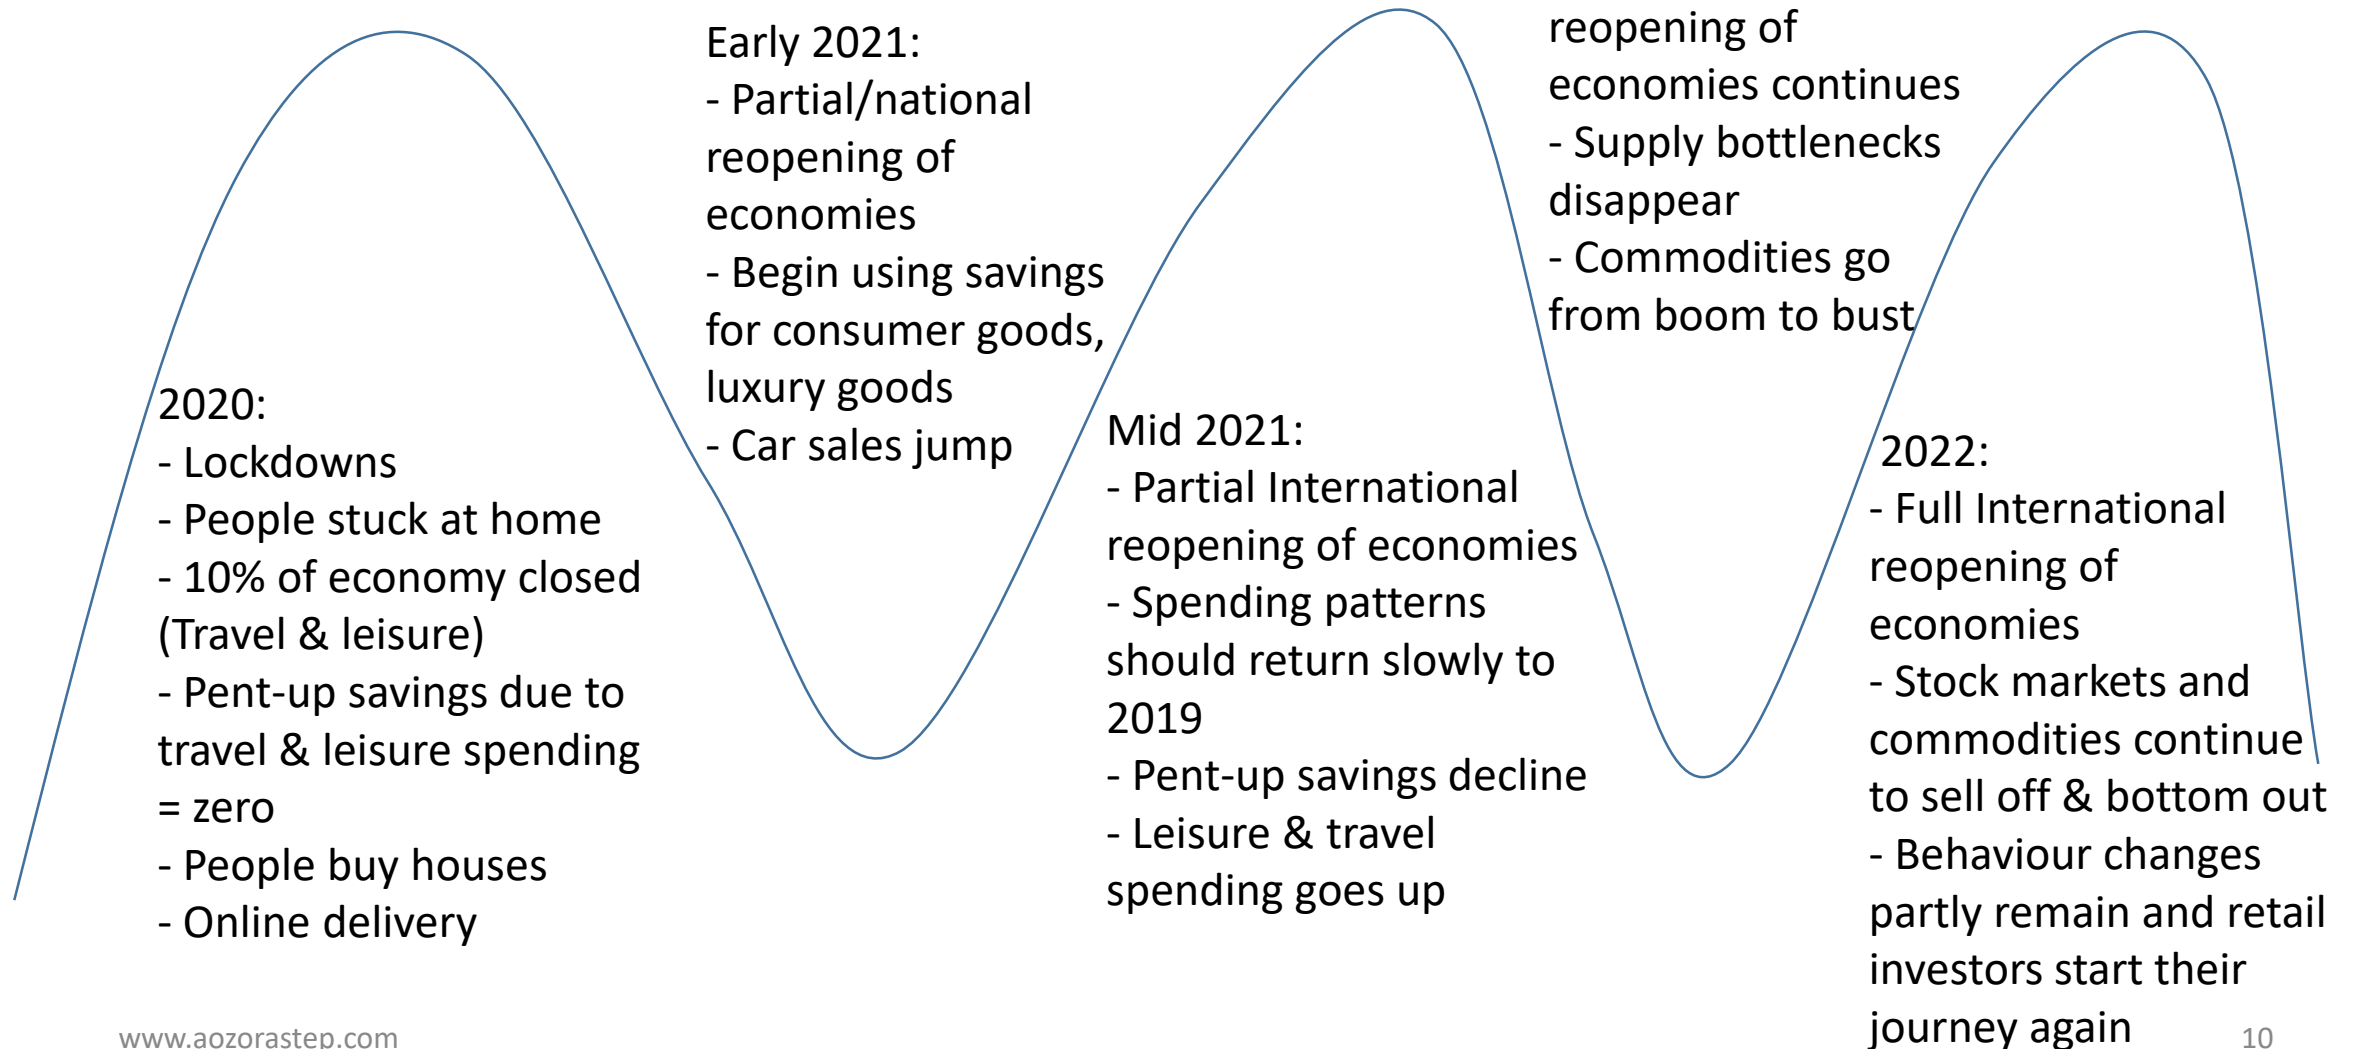 2020:
- Lockdowns
- People stuck at home
- 10% of economy closed
(Travel & leisure)
- Pent-up savings due to
travel & leisure spending
= zero
- People buy houses
- Online delivery
Early 2021:
- Partial/national
reopening of
economies
- Begin using savings
for consumer goods,
luxury goods
- Car sales jump
Mid 2021:
- Partial International
reopening of economies
- Spending patterns
should return slowly to
2019
- Pent-up savings decline
- Leisure & travel
spending goes up
reopening of
economies continues
- Supply bottlenecks
disappear
- Commodities go
from boom to bust
2022:
- Full International
reopening of
economies
- Stock markets and
commodities continue
to sell off & bottom out
- Behaviour changes
partly remain and retail
investors start their
journey again
www.aozorastep.com
10